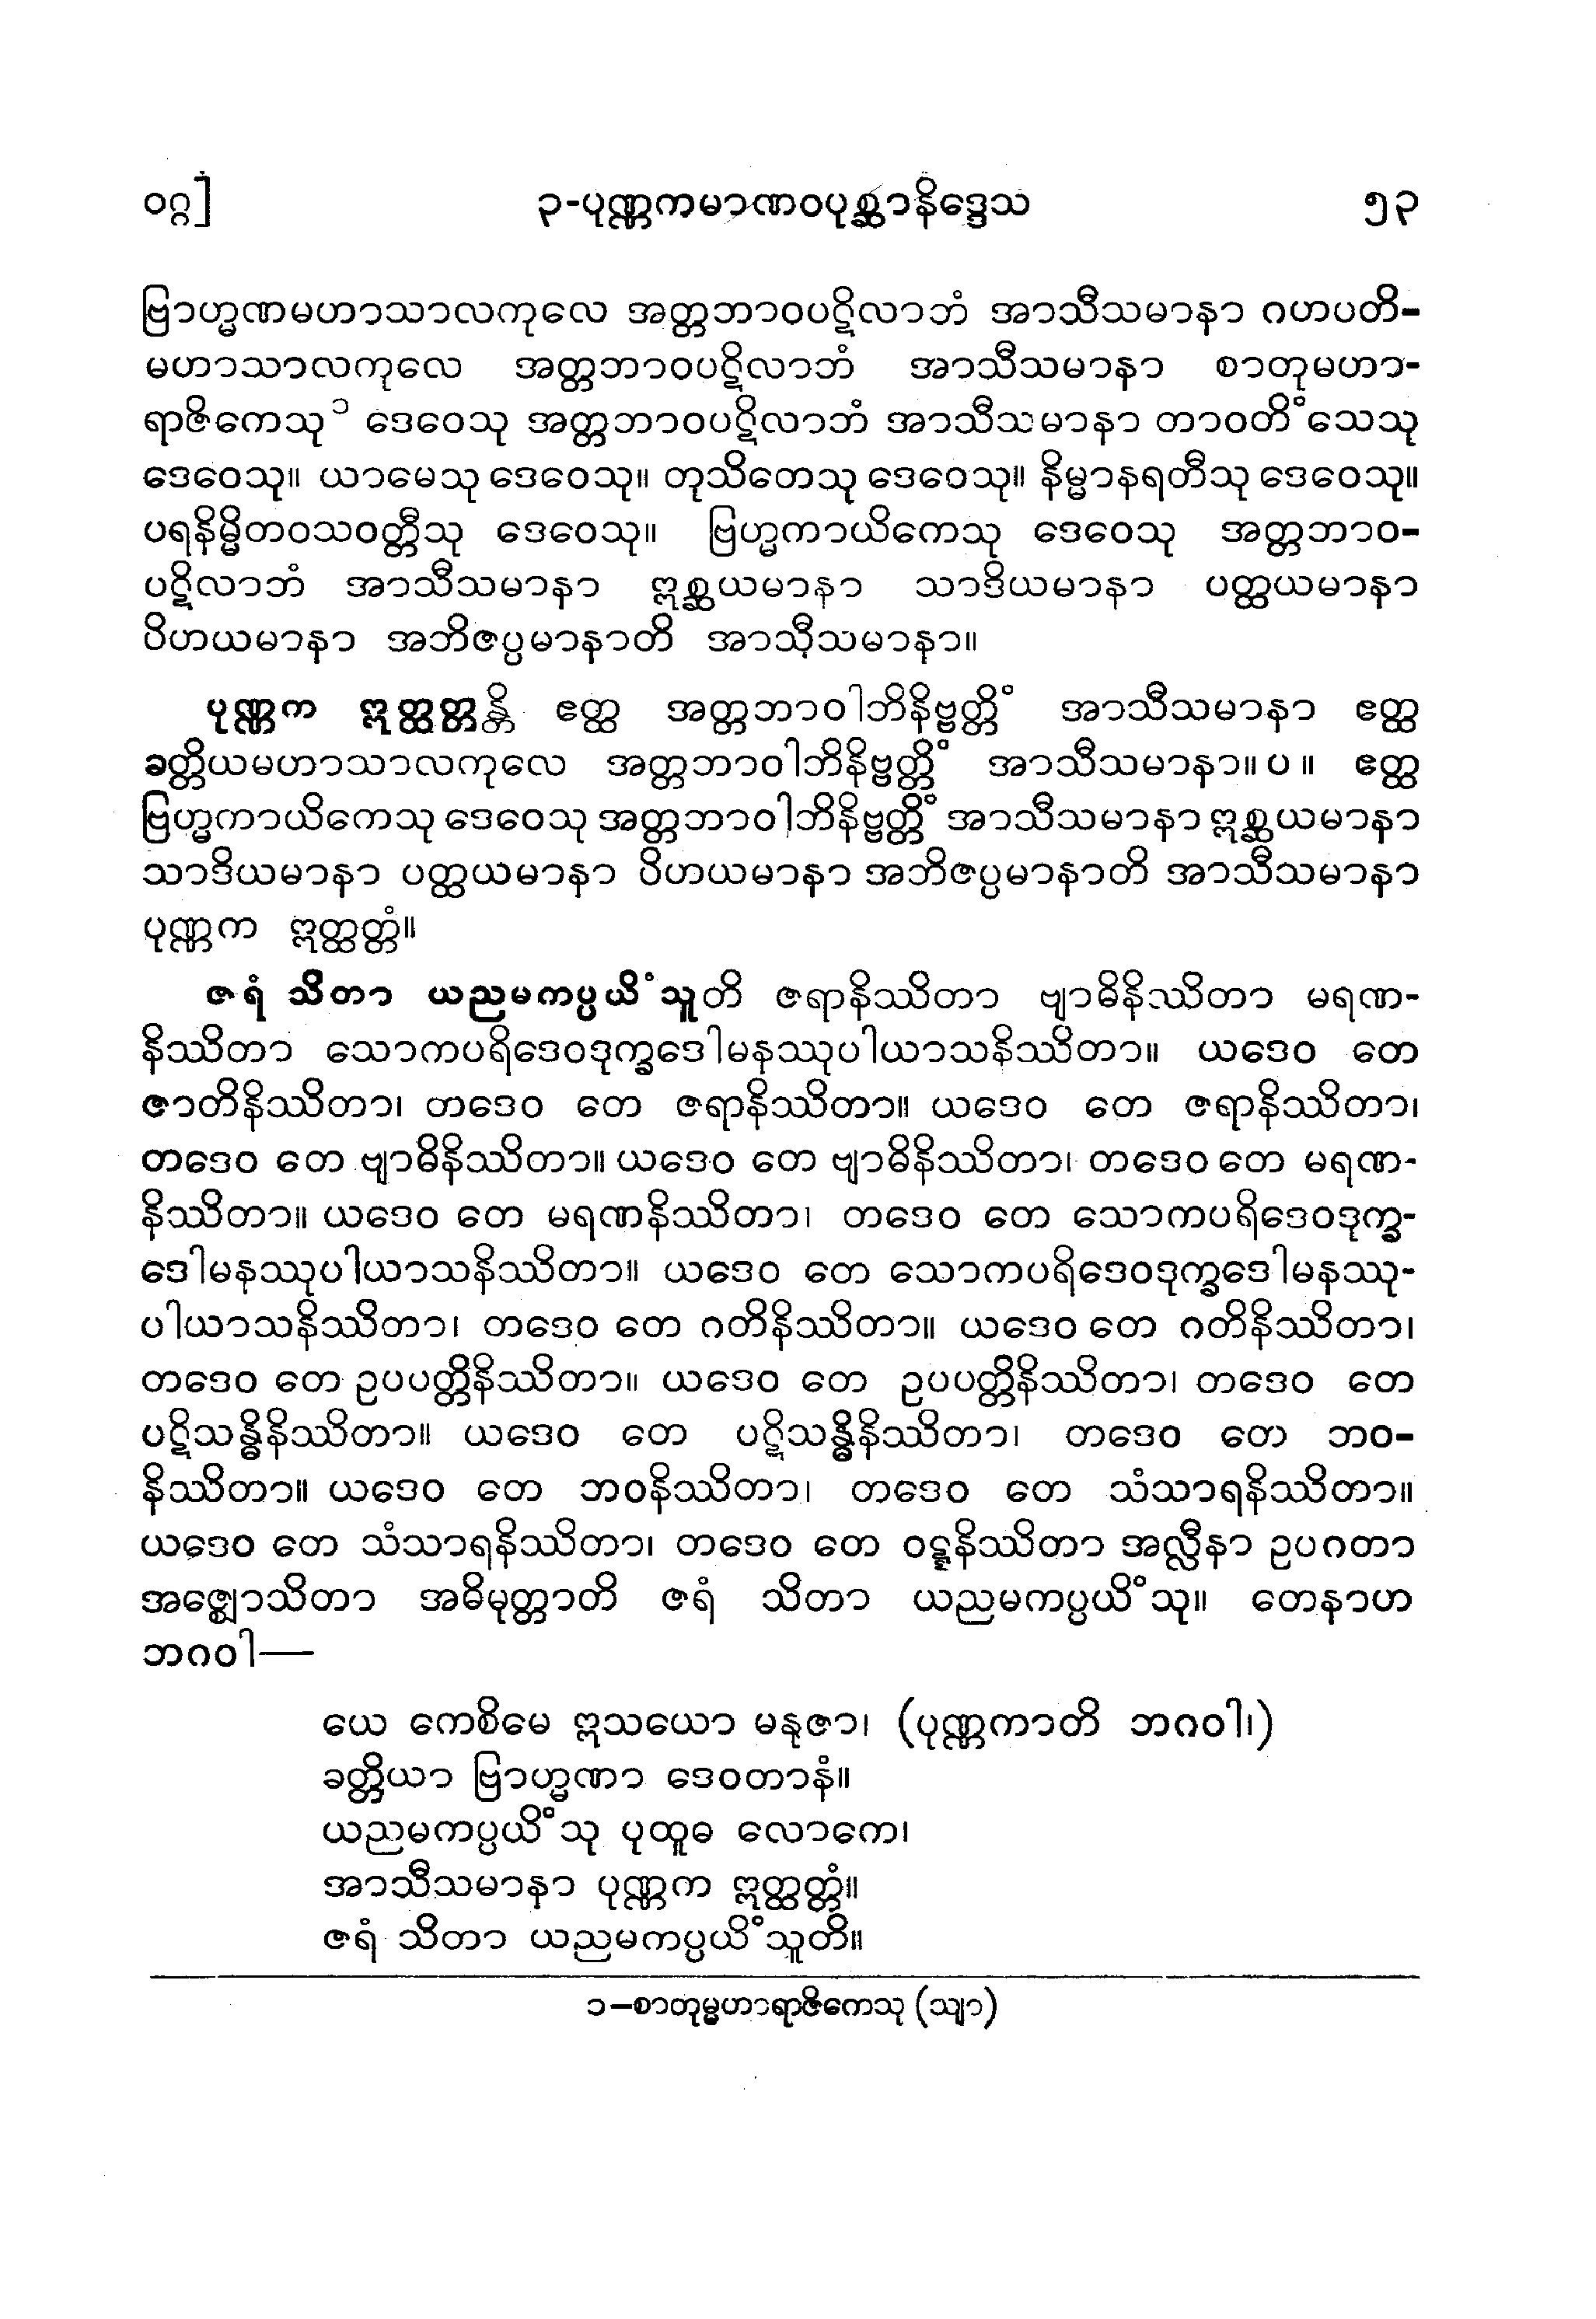 ဝဂ္ဂ]
၃-ပုဏ္ဏကမာဏဝပုစ္ဆာနိဒ္ဒေသ
၅၃
ဗြာဟ္မဏမဟာသာလကုလေ အတ္တဘာဝပဋိလာဘံ အာသီသမာနာ ဂဟပတိ-
မဟာသာလကုလေ အတ္တဘာဝပဋိလာဘံ အာသီသမာနာ စာတုမဟာ-
ရာဇိကေသု၁ ဒေဝေသု အတ္တဘာဝပဋိလာဘံ အာသီသမာနာ တာဝတိံသေသု
ဒေဝေသု။ ယာမေသု ဒေဝေသု။ တုသိတေသု ဒေဝေသု။ နိမ္မာနရတီသု ဒေဝေသု။
ပရနိမ္မိတဝသဝတ္တီသု ဒေဝေသု။ ဗြဟ္မကာယိကေသု ဒေဝေသု အတ္တဘာဝ-
ပဋိလာဘံ အာသီသမာနာ ဣစ္ဆယမာနာ သာဒိယမာနာ ပတ္ထယမာနာ
ပိဟယမာနာ အဘိဇပ္ပမာနာတိ အာသီသမာနာ။
ပုဏ္ဏက ဣတ္ထတ္တန္တိ ဧတ္ထ အတ္တဘာဝါဘိနိဗ္ဗတ္တိံ အာသီသမာနာ ဧတ္ထ
ခတ္တိယမဟာသာလကုလေ အတ္တဘာဝါဘိနိဗ္ဗတ္တိံ အာသီသမာနာ။ ပ ။ ဧတ္ထ
ဗြဟ္မကာယိကေသု ဒေဝေသု အတ္တဘာဝါဘိနိဗ္ဗတ္တိံ အာသီသမာနာ ဣစ္ဆယမာနာ
သာဒိယမာနာ ပတ္ထယမာနာ ပိဟယမာနာ အဘိဇပ္ပမာနာတိ အာသီသမာနာ
ပုဏ္ဏက ဣတ္ထတ္တံ။
ဇရံ သိတာ ယညမကပ္ပယိံသူတိ ဇရာနိဿိတာ ဗျာဓိနိဿိတာ မရဏ-
နိဿိတာ သောကပရိဒေဝဒုက္ခဒေါမနဿုပါယာသနိဿိတာ။ ယဒေဝ တေ
ဇာတိနိဿိတာ၊ တဒေဝ တေ ဇရာနိဿိတာ။ ယဒေဝ တေ ဇရာနိဿိတာ၊
တဒေဝ တေ ဗျာဓိနိဿိတာ။ ယဒေဝ တေ ဗျာဓိနိဿိတာ၊ တဒေဝ တေ မရဏ-
နိဿိတာ။ ယဒေဝ တေ မရဏနိဿိတာ၊ တဒေဝ တေ သောကပရိဒေဝဒုက္ခ-
ဒေါမနဿုပါယာသနိဿိတာ။ ယဒေဝ တေ သောကပရိဒေဝဒုက္ခဒေါမနဿု-
ပါယာသနိဿိတာ၊ တဒေဝ တေ ဂတိနိဿိတာ။ ယဒေဝ တေ ဂတိနိဿိတာ၊
တဒေဝ တေ ဥပပတ္တိနိဿိတာ။ ယဒေဝ တေ ဥပပတ္တိနိဿိတာ၊ တဒေဝ တေ
ပဋိသန္ဓိနိဿိတာ။ ယဒေဝ တေ ပဋိသန္ဓိနိဿိတာ၊ တဒေဝ တေ ဘဝ-
နိဿိတာ။ ယဒေဝ တေ ဘဝနိဿိတာ၊ တဒေဝ တေ သံသာရနိဿိတာ။
ယဒေဝ တေ သံသာရနိဿိတာ၊ တဒေဝ တေ ဝဋ္ဋနိဿိတာ အလ္လီနာ ဥပဂတာ
အဇ္ဈောသိတာ အဓိမုတ္တာတိ ဇရံ သိတာ ယညမကပ္ပယိံသု။ တေနာဟ
ဘဂဝါ—
ယေ ကေစိမေ ဣသယော မနုဇာ၊ (ပုဏ္ဏကာတိ ဘဂဝါ၊)
ခတ္တိယာ ဗြာဟ္မဏာ ဒေဝတာနံ။
ယညမကပ္ပယိံသု ပုထူဓ လောကေ၊
အာသီသမာနာ ပုဏ္ဏက ဣတ္ထတ္တံ။
ဇရံ သိတာ ယညမကပ္ပယိံသူတိ။
၁–စာတုမ္မဟာရာဇိကေသု (သျာ)